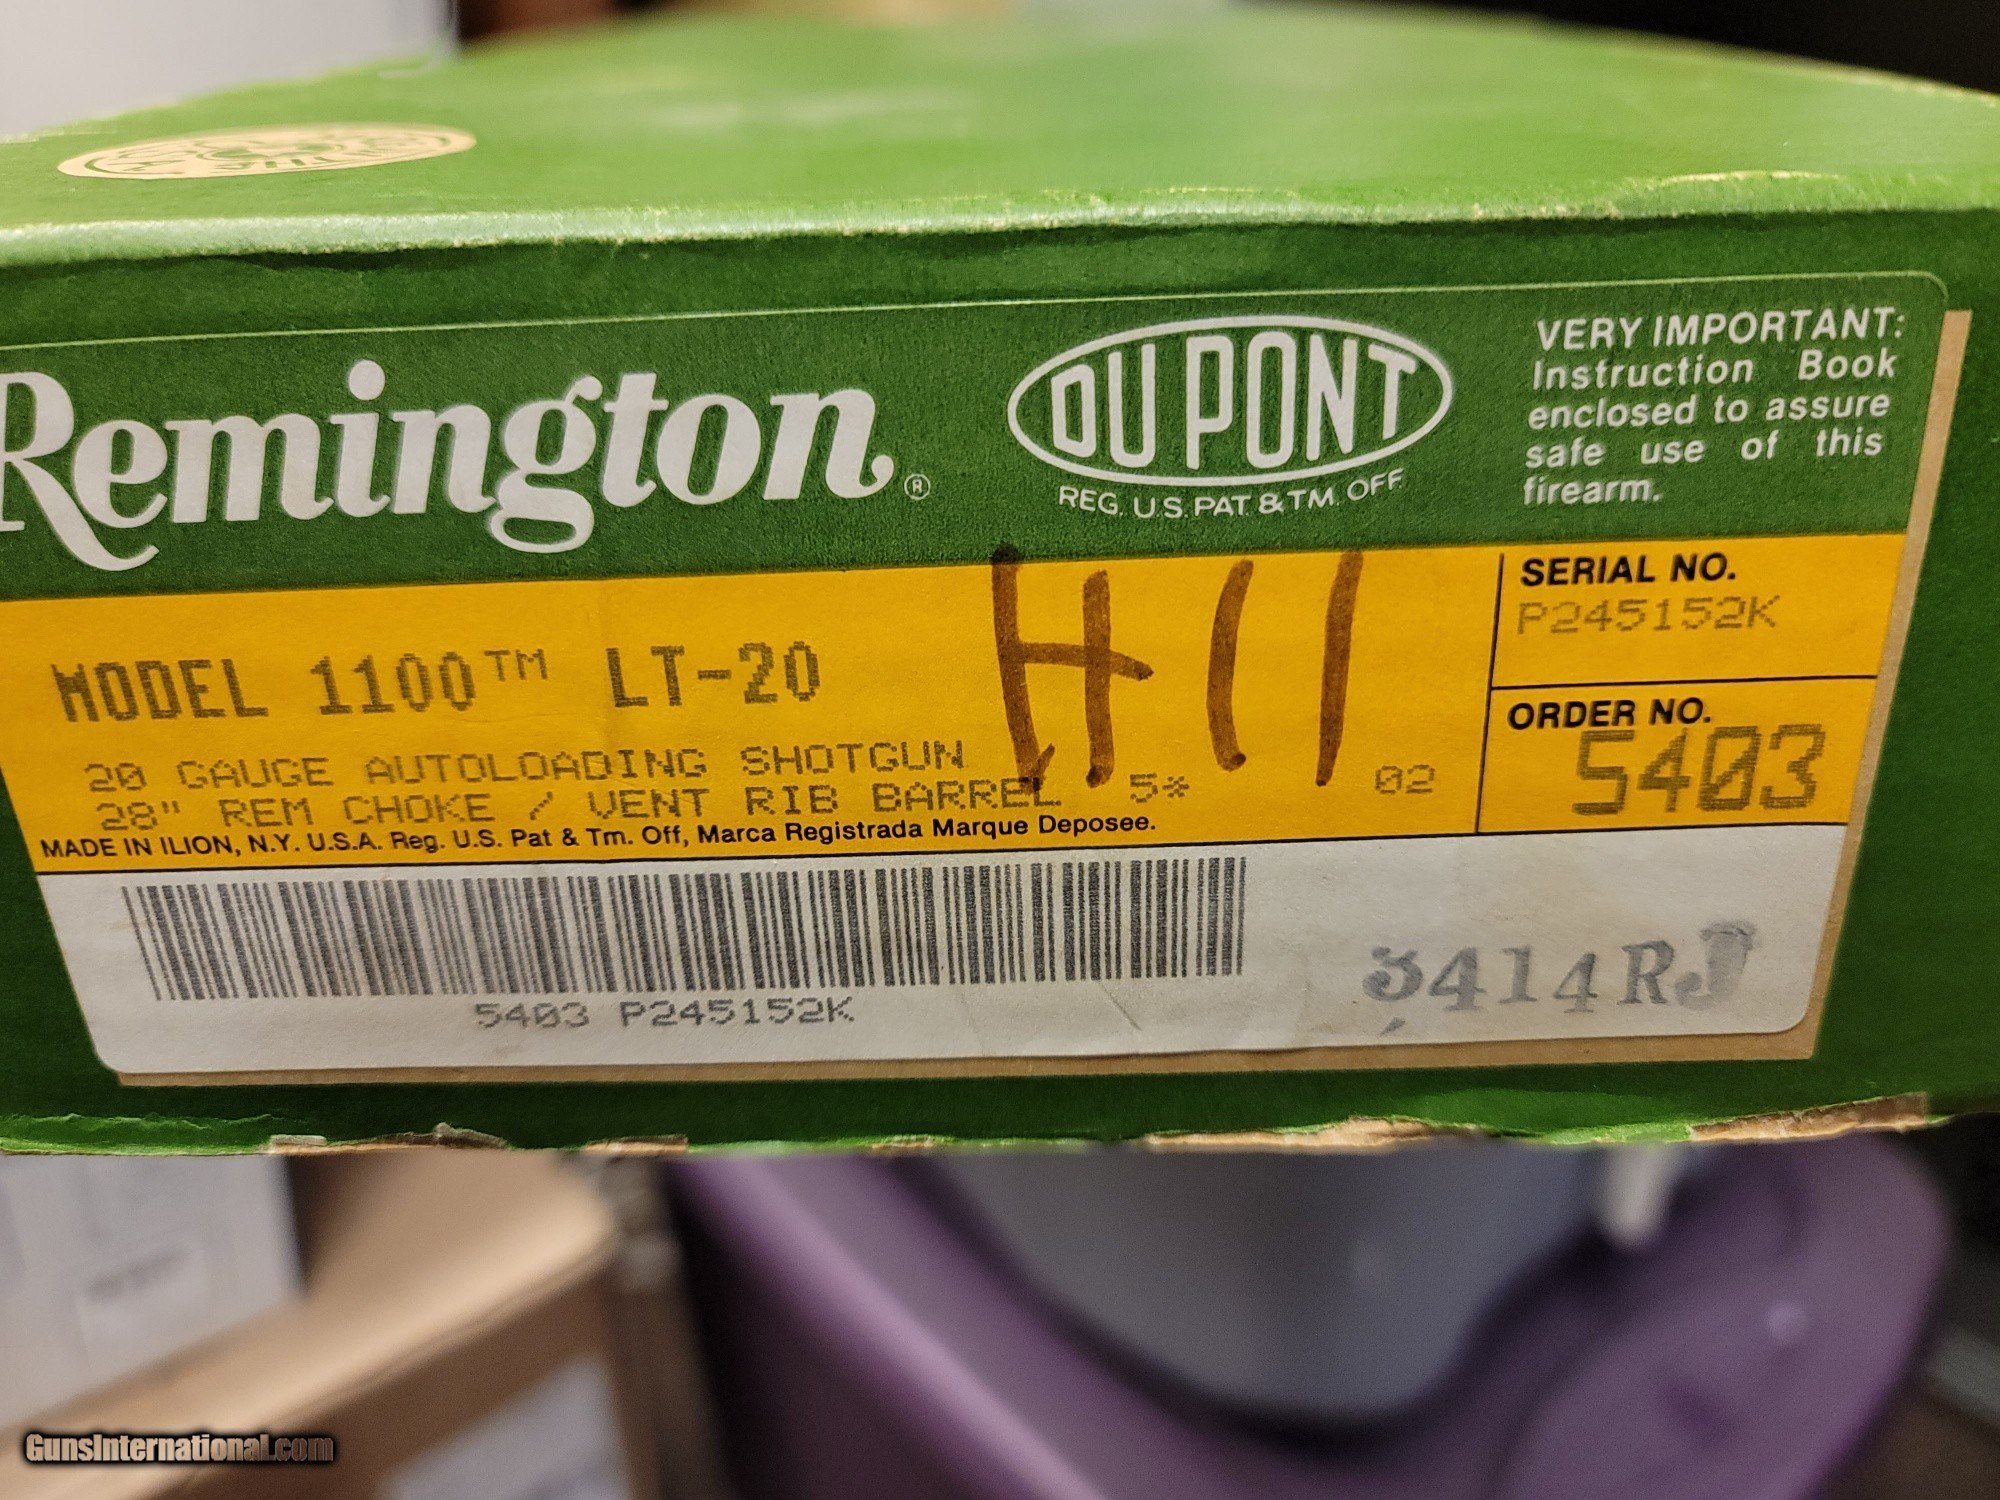 Remington®
DU PONT
REG. U.S. PAT. & TM. OFF.
VERY IMPORTANT:
Instruction Book
enclosed to assure
safe use of this
firearm.
MODEL 1100™ LT-20
H11
20 GAUGE AUTOLOADING SHOTGUN
28" REM CHOKE / VENT RIB BARREL 5* 02
MADE IN ILION, N.Y. U.S.A. Reg. U.S. Pat & Tm. Off, Marca Registrada Marque Deposee.
SERIAL NO.
P245152K
ORDER NO.
5403
5403 P245152K
3414RJ
GunsInternational.com